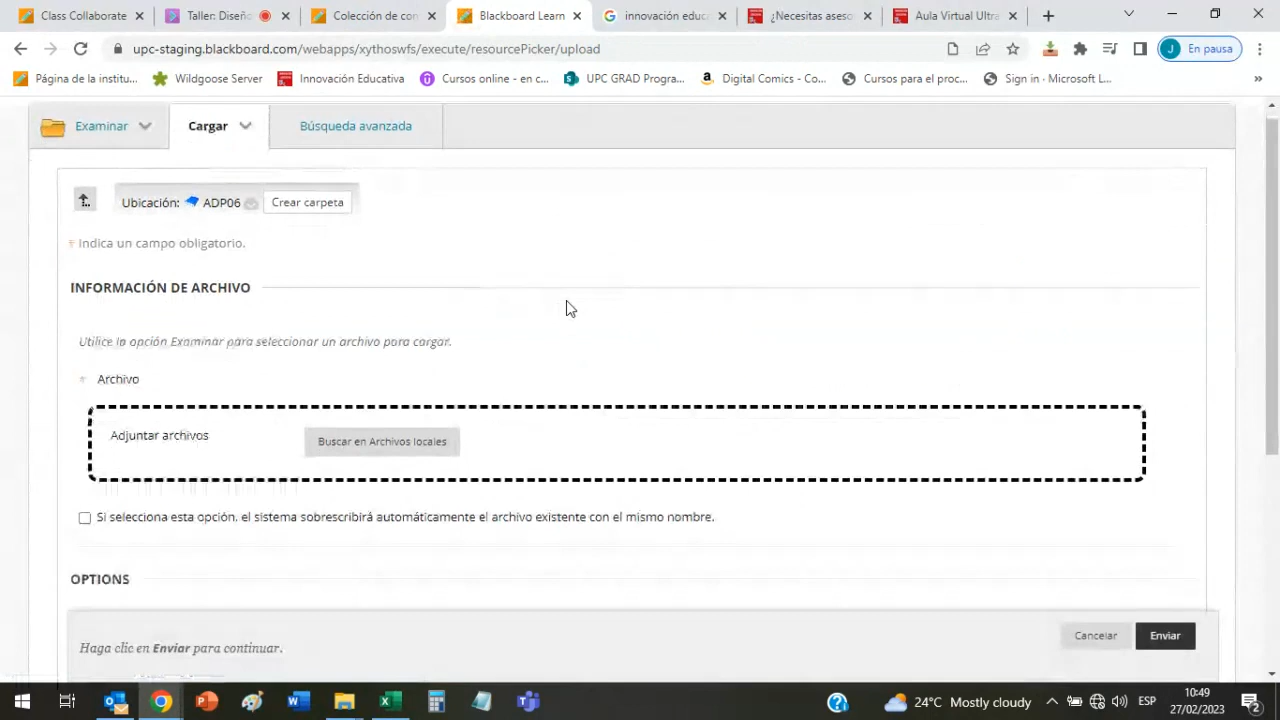 Class Collaborate
Taller: Diseño
Colección de con
Blackboard Learn
innovación educ
¿Necesitas aseso
Aula Virtual Ultra
upc-staging.blackboard.com/webapps/xythoswfs/execute/resourcePicker/upload
J En pausa
Página de la institu...
Wildgoose Server
Innovación Educativa
Cursos online - en c...
UPC GRAD Progra...
Digital Comics - Co...
Cursos para el proc...
Sign in · Microsoft L...
»
Examinar
Cargar
Búsqueda avanzada
Ubicación: ADP06
Crear carpeta
* Indica un campo obligatorio.
INFORMACIÓN DE ARCHIVO
Utilice la opción Examinar para seleccionar un archivo para cargar.
* Archivo
Adjuntar archivos
Buscar en Archivos locales
Si selecciona esta opción, el sistema sobrescribirá automáticamente el archivo existente con el mismo nombre.
OPTIONS
Haga clic en Enviar para continuar.
Cancelar
Enviar
24°C Mostly cloudy
ESP
10:49
27/02/2023
2